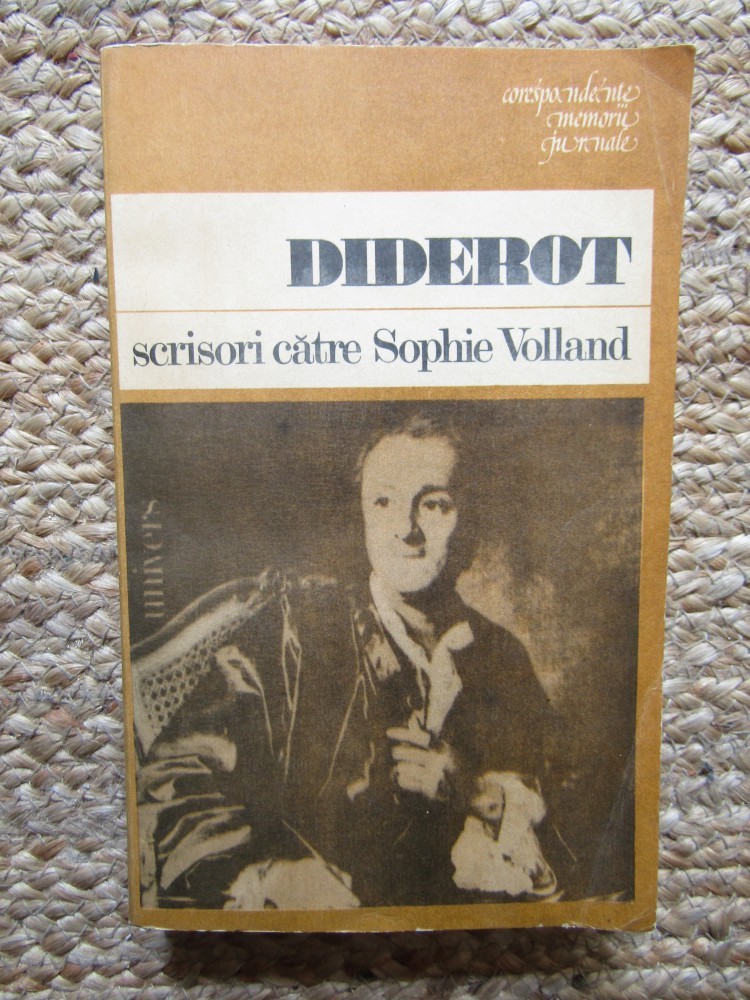 corespondențe
memorii
jurnale
DIDEROT
scrisori către Sophie Volland
univers